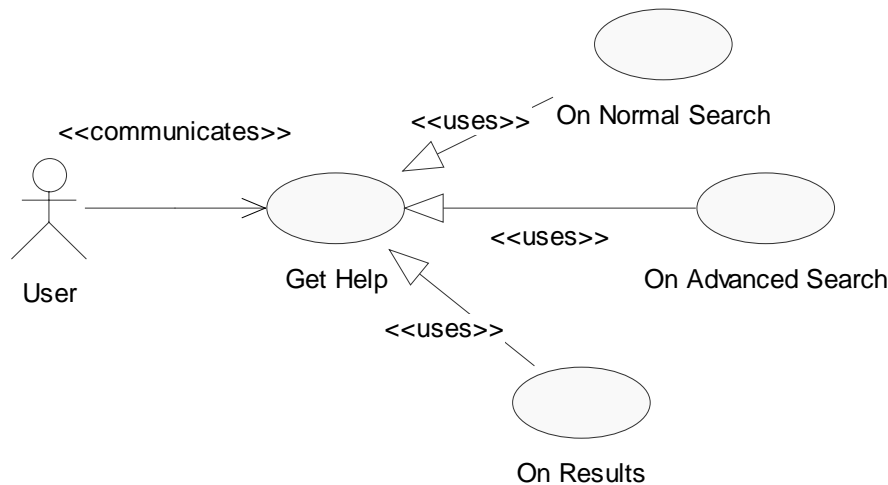 On Normal Search
<<uses>>
<<communicates>>
<<uses>>
On Advanced Search
Get Help
User
<<uses>>
On Results